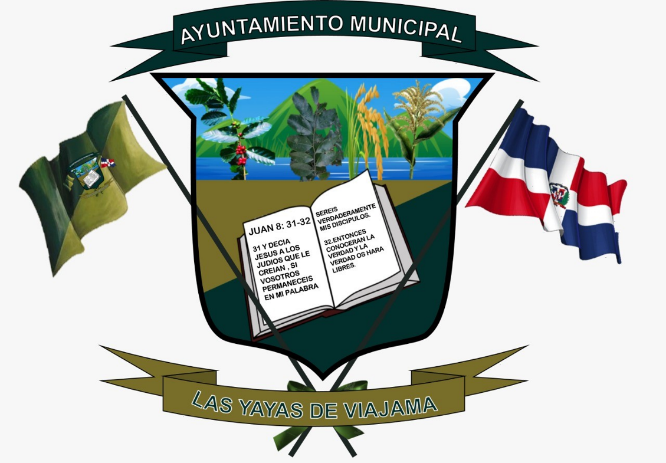 AYUNTAMIENTO MUNICIPAL
JUAN 8: 31-32
31 Y DECIA
JESUS A LOS
JUDIOS QUE LE
CREIAN , SI
VOSOTROS
PERMANECEIS
EN MI PALABRA
SEREIS
VERDADERAMENTE
MIS DISCIPULOS.
32.ENTONCES
CONOCERAN LA
VERDAD Y LA
VERDAD OS HARA
LIBRES.
LAS YAYAS DE VIAJAMA